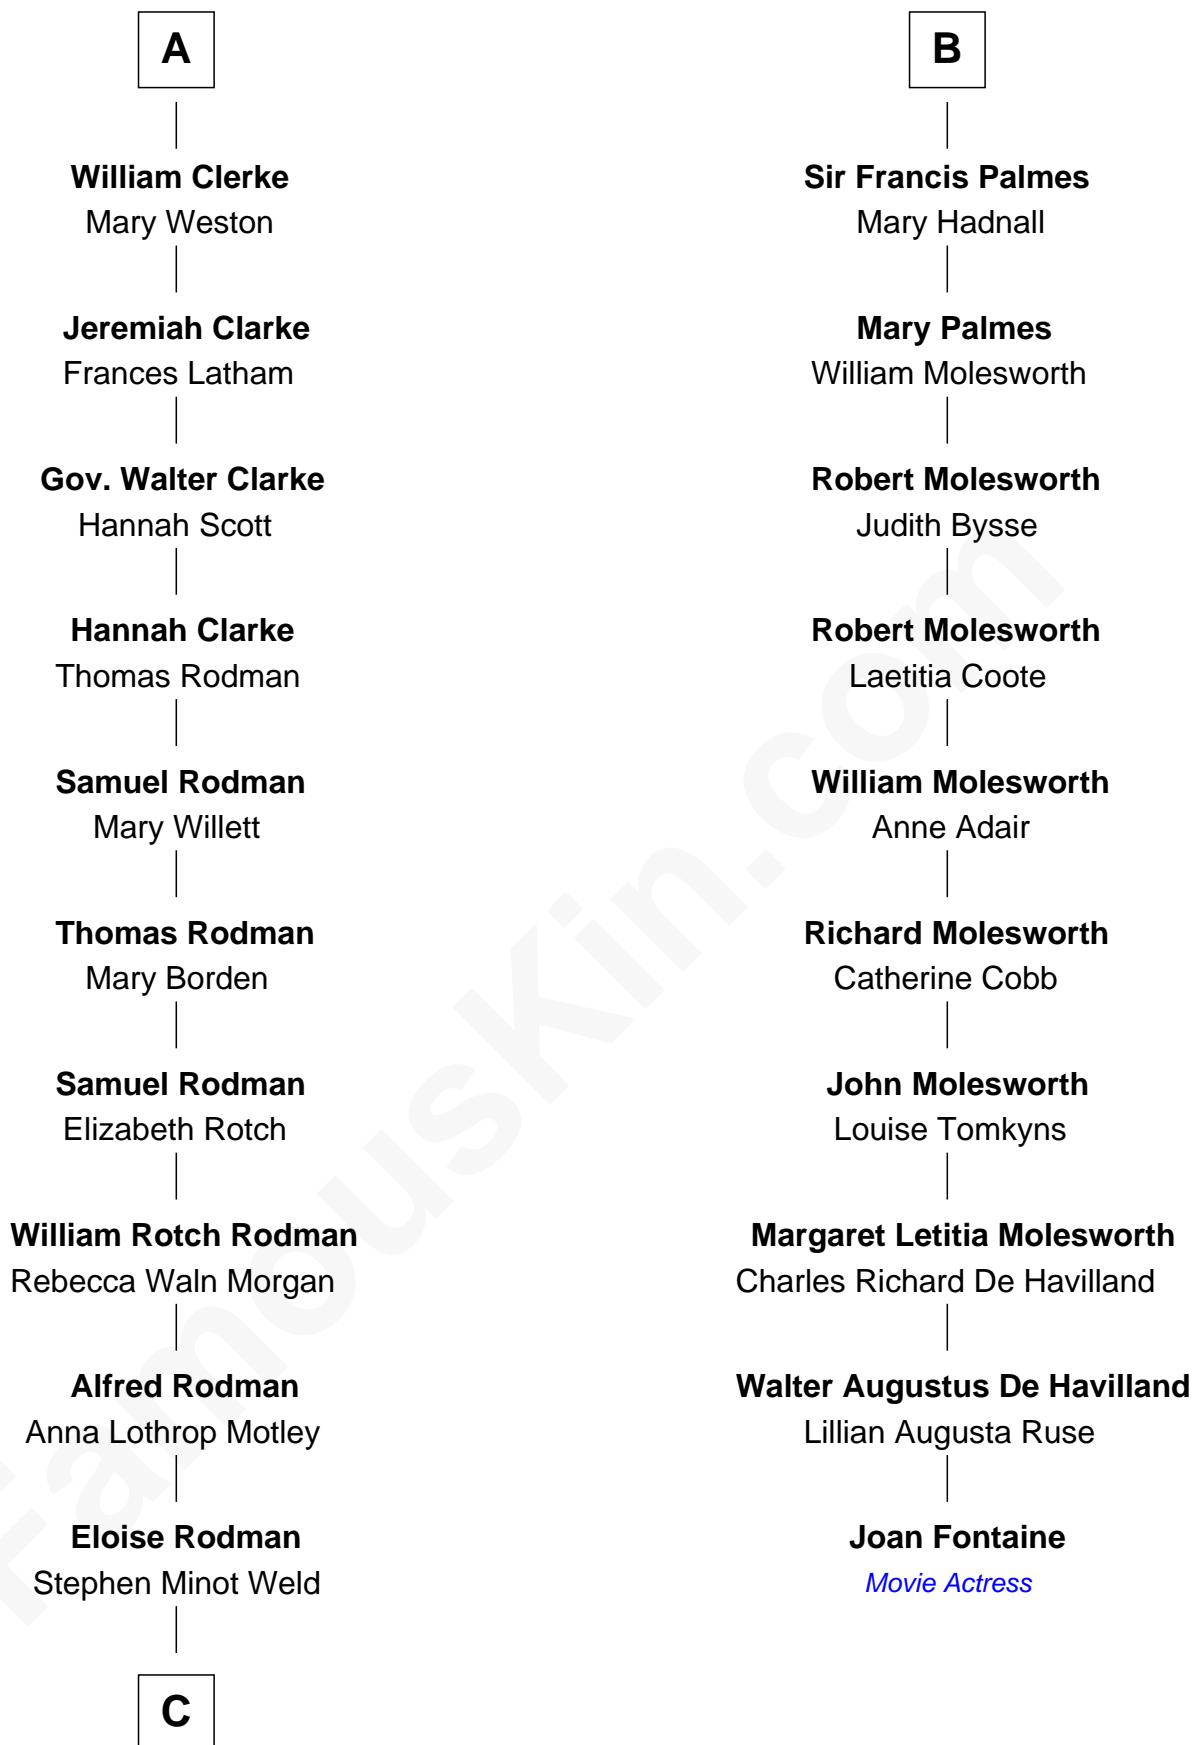 A
William Clerke
Mary Weston
Jeremiah Clarke
Frances Latham
Gov. Walter Clarke
Hannah Scott
Hannah Clarke
Thomas Rodman
Samuel Rodman
Mary Willett
Thomas Rodman
Mary Borden
Samuel Rodman
Elizabeth Rotch
William Rotch Rodman
Rebecca Waln Morgan
Alfred Rodman
Anna Lothrop Motley
Eloise Rodman
Stephen Minot Weld
C
B
Sir Francis Palmes
Mary Hadnall
Mary Palmes
William Molesworth
Robert Molesworth
Judith Bysse
Robert Molesworth
Laetitia Coote
William Molesworth
Anne Adair
Richard Molesworth
Catherine Cobb
John Molesworth
Louise Tomkyns
Margaret Letitia Molesworth
Charles Richard De Havilland
Walter Augustus De Havilland
Lillian Augusta Ruse
Joan Fontaine
Movie Actress
FamousKin.com